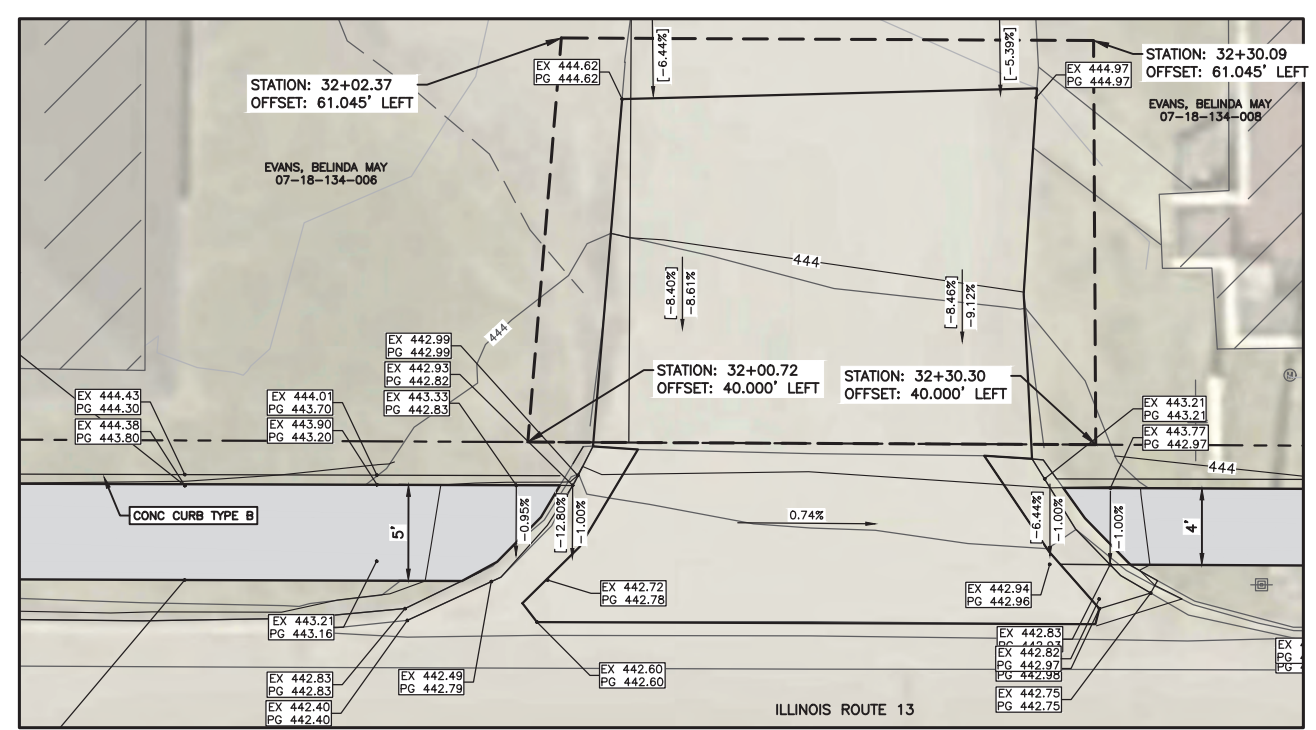 [-6.44%]
[-5.39%]
STATION: 32+02.37
OFFSET: 61.045' LEFT
EX 444.62
PG 444.62
EX 444.97
PG 444.97
STATION: 32+30.09
OFFSET: 61.045' LEFT
EVANS, BELINDA MAY
07-18-134-008
EVANS, BELINDA MAY
07-18-134-006
444
[-8.40%]
-8.61%
[-8.46%]
-9.12%
444
EX 442.99
PG 442.99
EX 442.93
PG 442.82
EX 443.33
PG 442.83
STATION: 32+00.72
OFFSET: 40.000' LEFT
STATION: 32+30.30
OFFSET: 40.000' LEFT
EX 444.43
PG 444.30
EX 444.38
PG 443.80
EX 444.01
PG 443.70
EX 443.90
PG 443.20
EX 443.21
PG 443.21
EX 443.77
PG 442.97
444
CONC CURB TYPE B
5'
-0.95%
[-12.80%]
-1.00%
0.74%
[-6.44%]
-1.00%
-1.00%
4'
EX 442.72
PG 442.78
EX 442.94
PG 442.96
EX 443.21
PG 443.16
EX 442.83
EX 442.82
PG 442.97
PG 442.98
EX 442.83
PG 442.83
EX 442.49
PG 442.79
EX 442.60
PG 442.60
EX 442.75
PG 442.75
EX 442.40
PG 442.40
ILLINOIS ROUTE 13
EX
PG